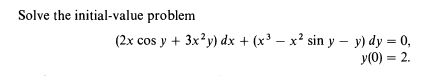 Solve the initial-value problem
(2x cos y + 3x²y) dx + (x³ − x² sin y − y) dy = 0,
y(0) = 2.